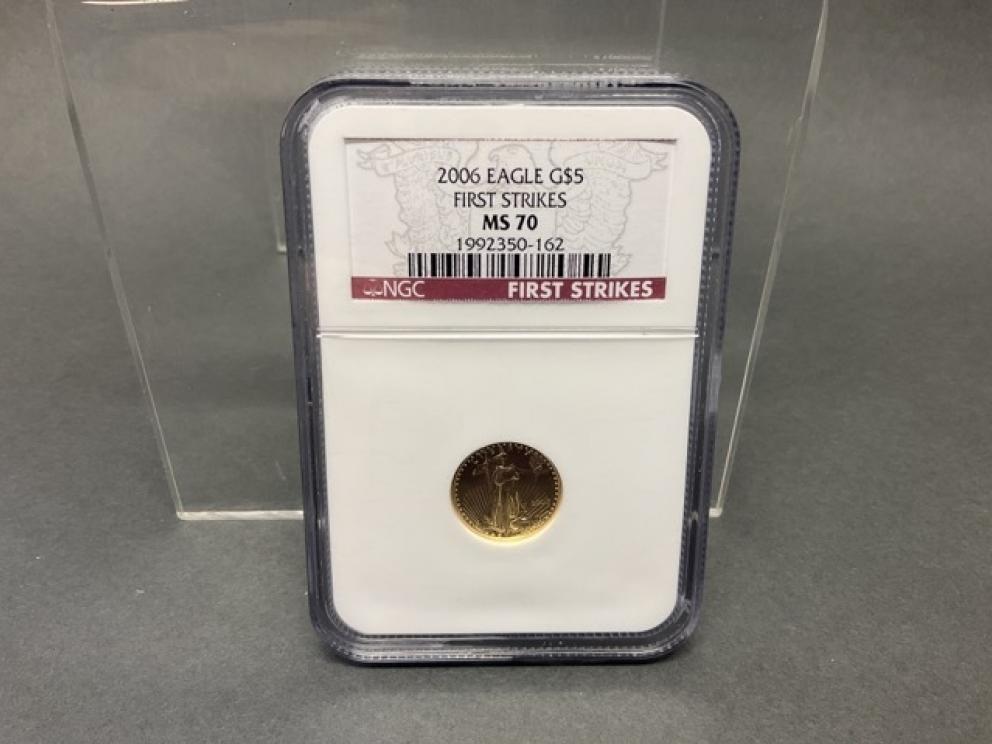 2006 EAGLE G$5
FIRST STRIKES
MS 70
1992350-162
NGC FIRST STRIKES